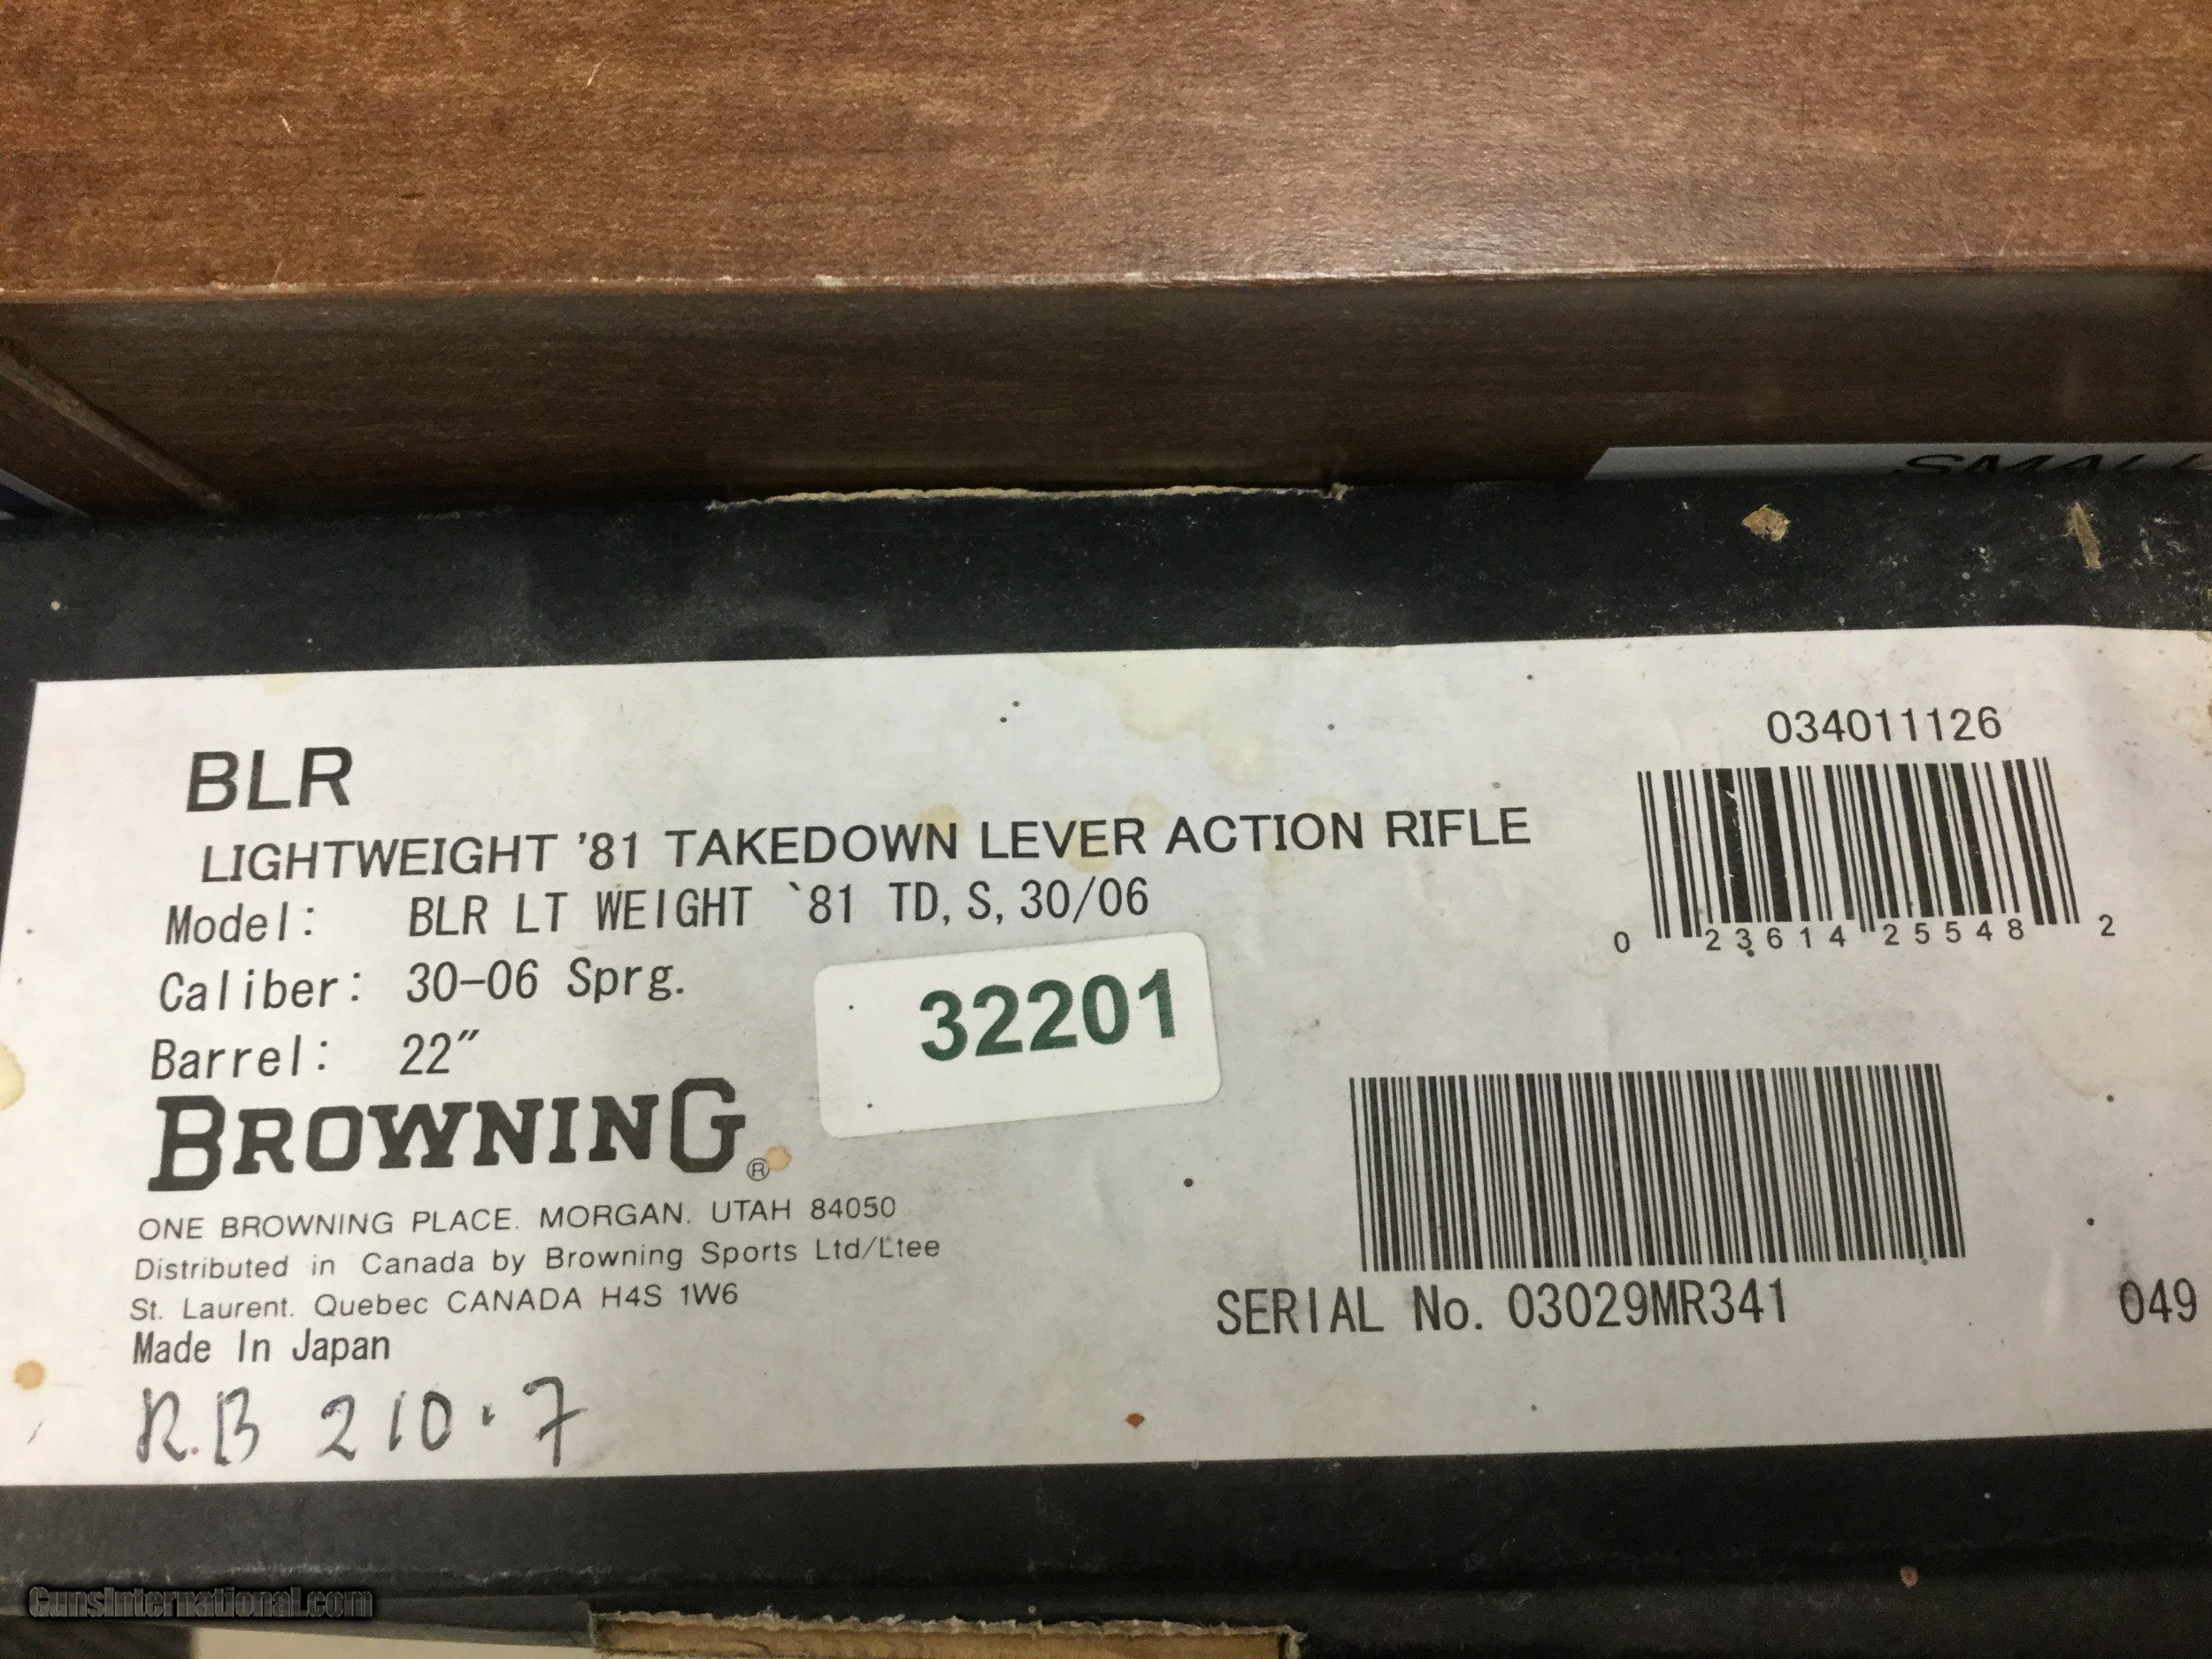 SMALL
BLR
LIGHTWEIGHT '81 TAKEDOWN LEVER ACTION RIFLE
Model: BLR LT WEIGHT `81 TD, S, 30/06
Caliber: 30-06 Sprg.
Barrel: 22"
32201
BROWNING®
ONE BROWNING PLACE. MORGAN. UTAH 84050
Distributed in Canada by Browning Sports Ltd/Ltee
St. Laurent. Quebec CANADA H4S 1W6
Made In Japan
R.B 210.7
034011126
0 23614 25548 2
SERIAL No. 03029MR341
049
GunsInternational.com